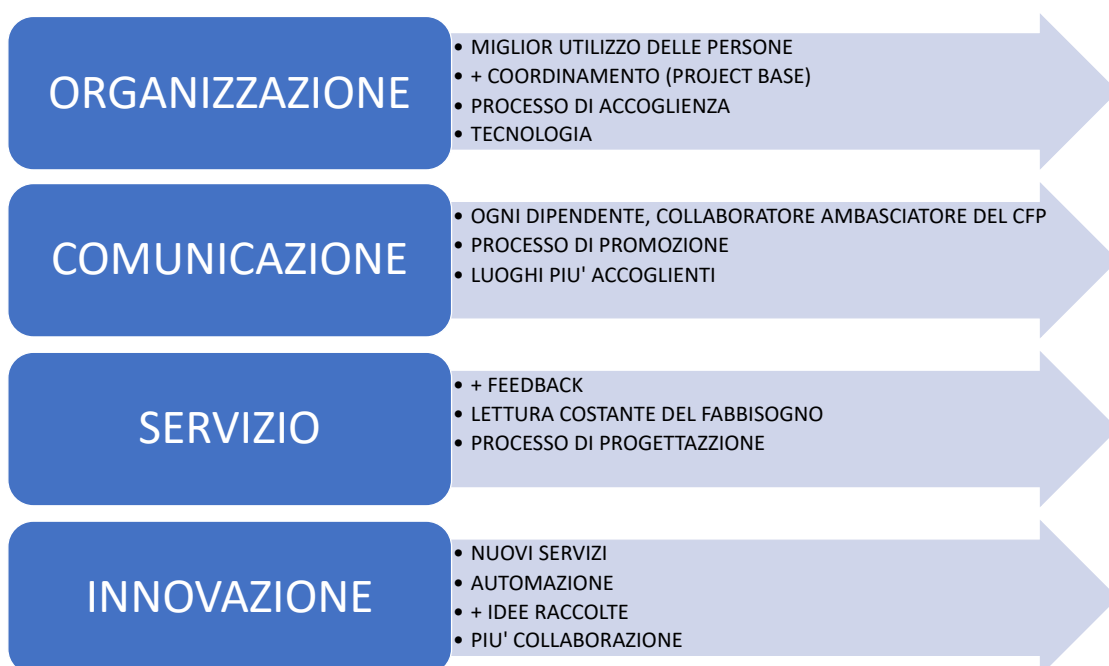 ORGANIZZAZIONE
• MIGLIOR UTILIZZO DELLE PERSONE
• + COORDINAMENTO (PROJECT BASE)
• PROCESSO DI ACCOGLIENZA
• TECNOLOGIA
COMUNICAZIONE
• OGNI DIPENDENTE, COLLABORATORE AMBASCIATORE DEL CFP
• PROCESSO DI PROMOZIONE
• LUOGHI PIU' ACCOGLIENTI
SERVIZIO
• + FEEDBACK
• LETTURA COSTANTE DEL FABBISOGNO
• PROCESSO DI PROGETTAZZIONE
INNOVAZIONE
• NUOVI SERVIZI
• AUTOMAZIONE
• + IDEE RACCOLTE
• PIU' COLLABORAZIONE